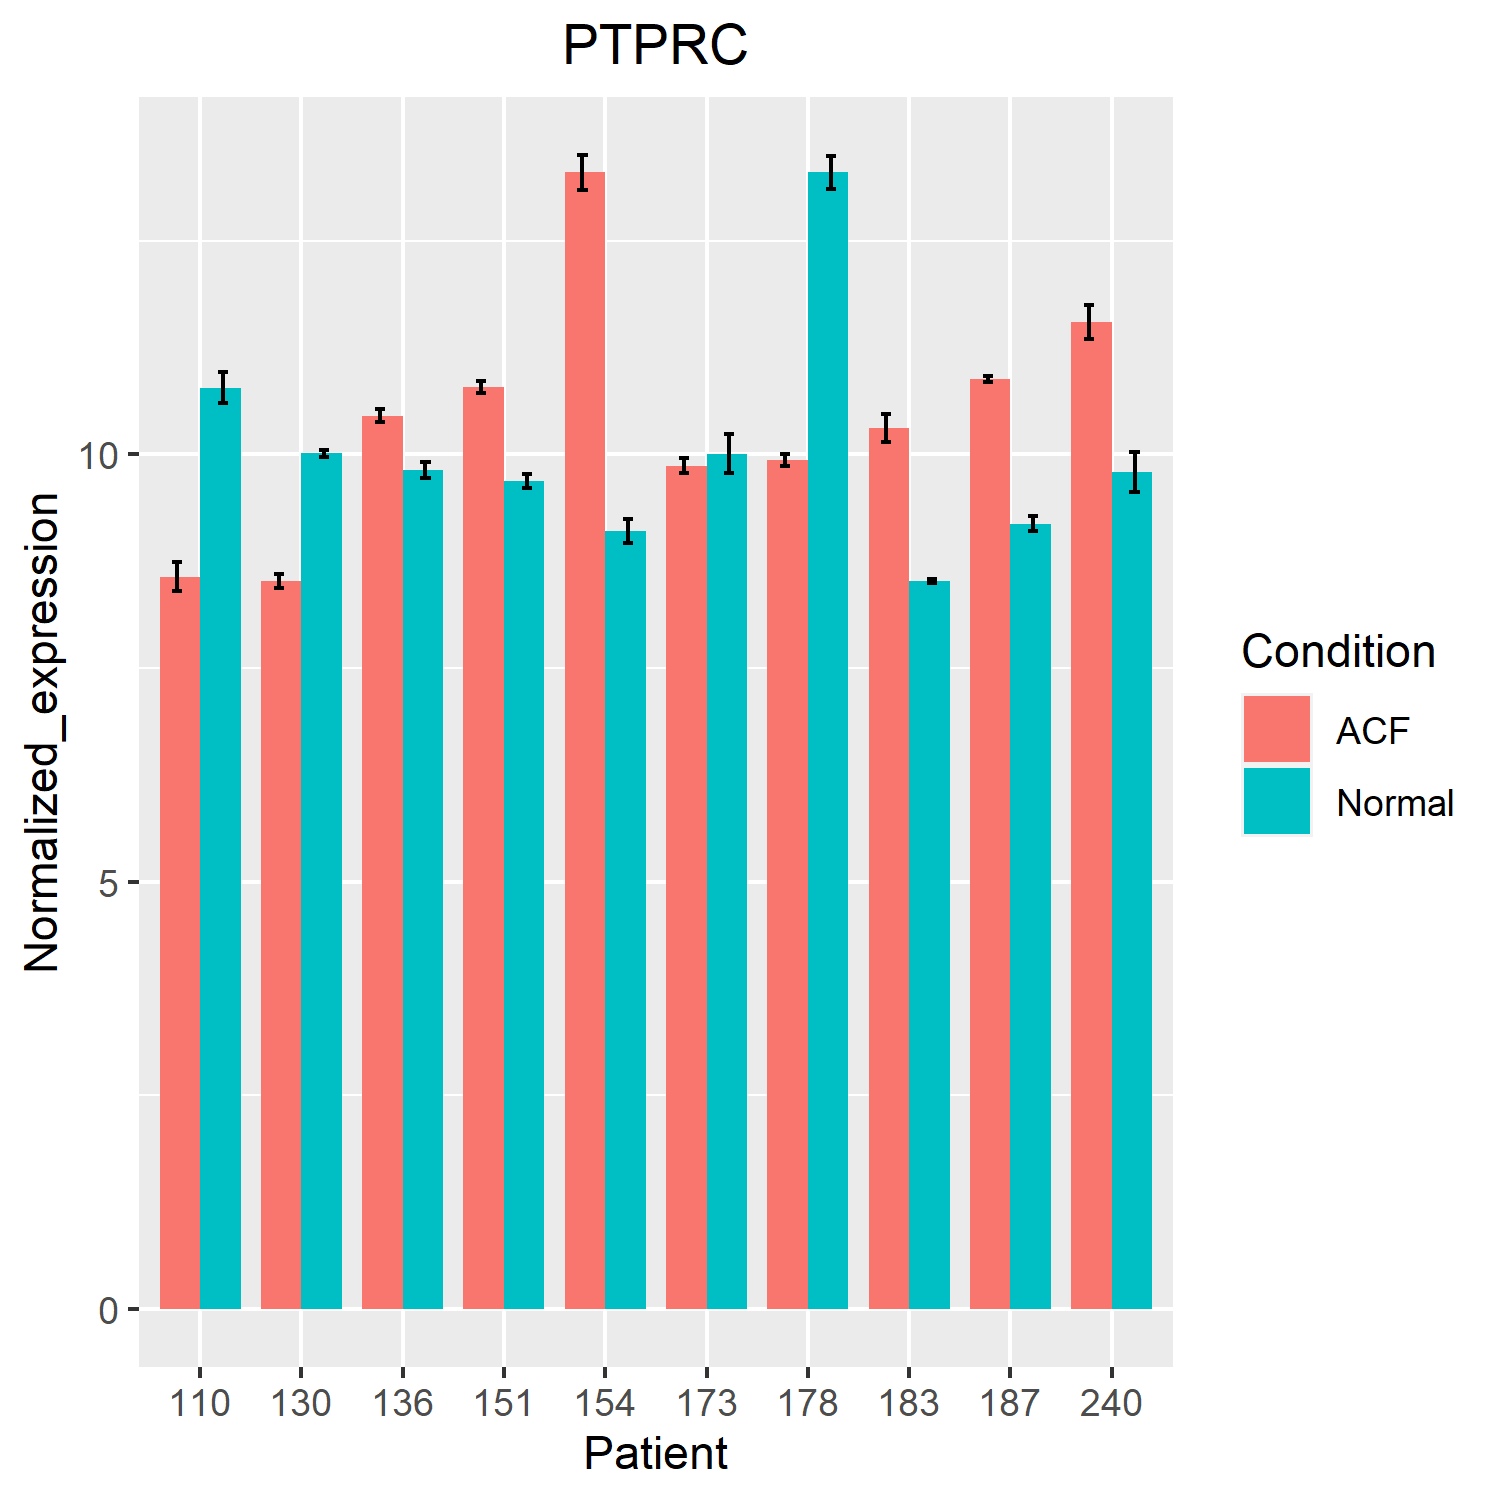 PTPRC
Normalized_expression
10
5
0
110 130 136 151 154 173 178 183 187 240
Patient
Condition
ACF
Normal